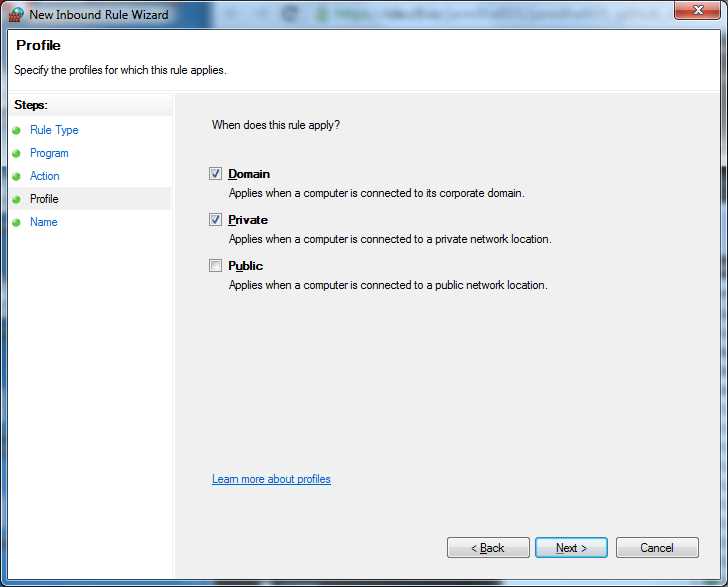 New Inbound Rule Wizard
Profile
Specify the profiles for which this rule applies.
Steps:
Rule Type
Program
Action
Profile
Name
When does this rule apply?
Domain
Applies when a computer is connected to its corporate domain.
Private
Applies when a computer is connected to a private network location.
Public
Applies when a computer is connected to a public network location.
Learn more about profiles
< Back
Next >
Cancel